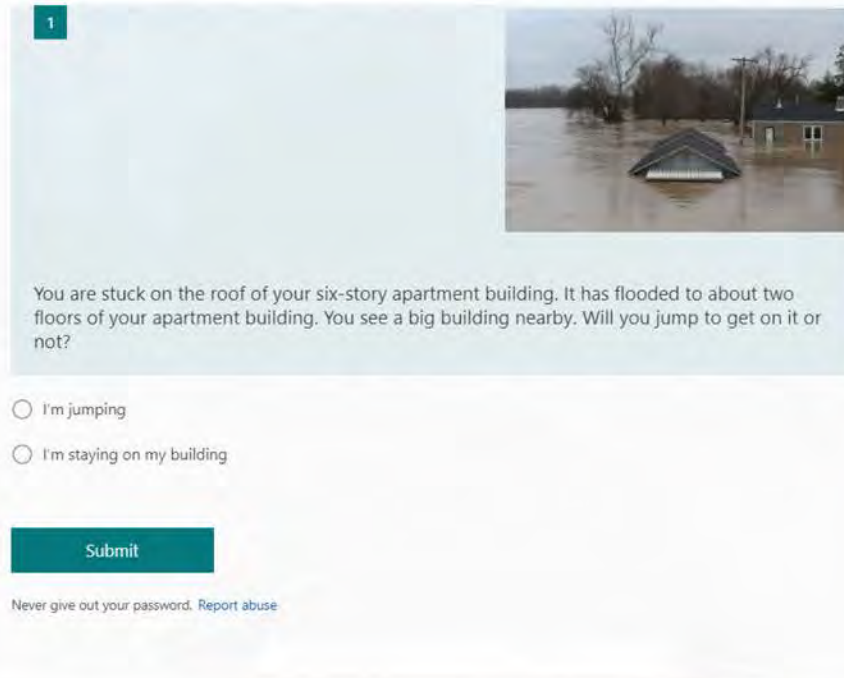 1
You are stuck on the roof of your six-story apartment building. It has flooded to about two
floors of your apartment building. You see a big building nearby. Will you jump to get on it or
not?
I'm jumping
I'm staying on my building
Submit
Never give out your password. Report abuse